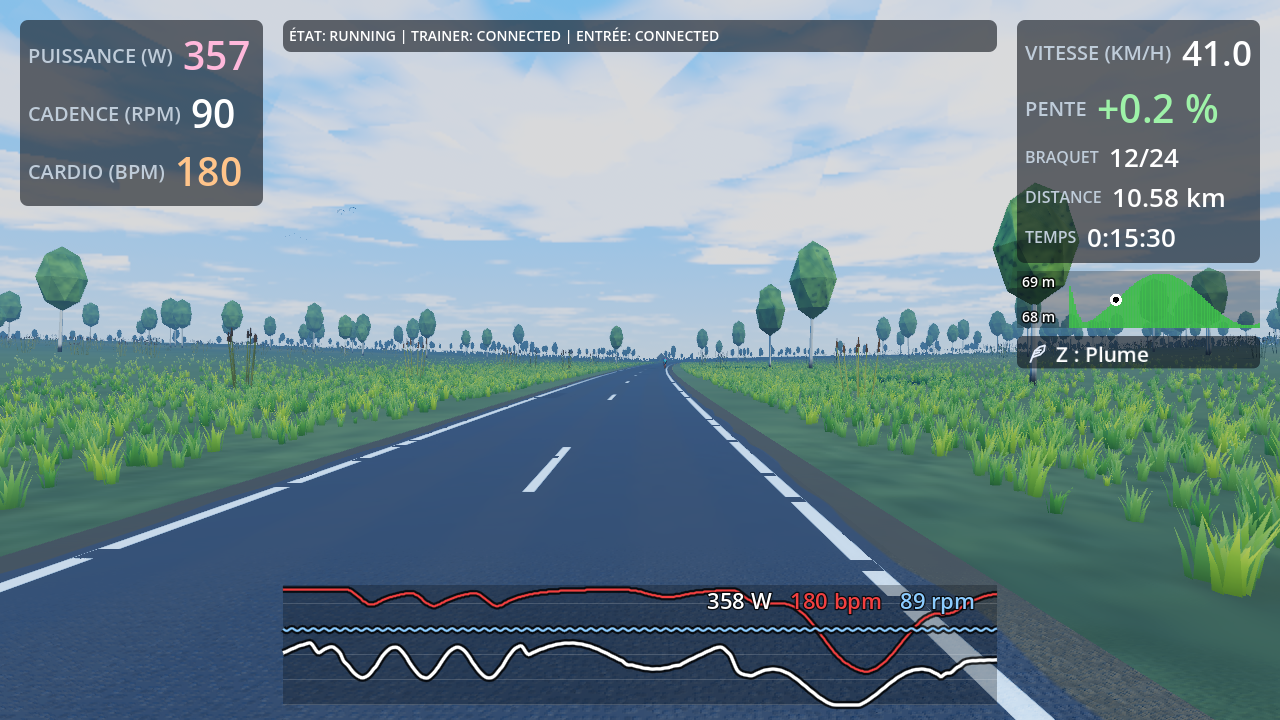 PUISSANCE (W) 357
CADENCE (RPM) 90
CARDIO (BPM) 180
ÉTAT: RUNNING | TRAINER: CONNECTED | ENTRÉE: CONNECTED
VITESSE (KM/H) 41.0
PENTE +0.2 %
BRAQUET 12/24
DISTANCE 10.58 km
TEMPS 0:15:30
69 m
68 m
Z : Plume
358 W 180 bpm 89 rpm